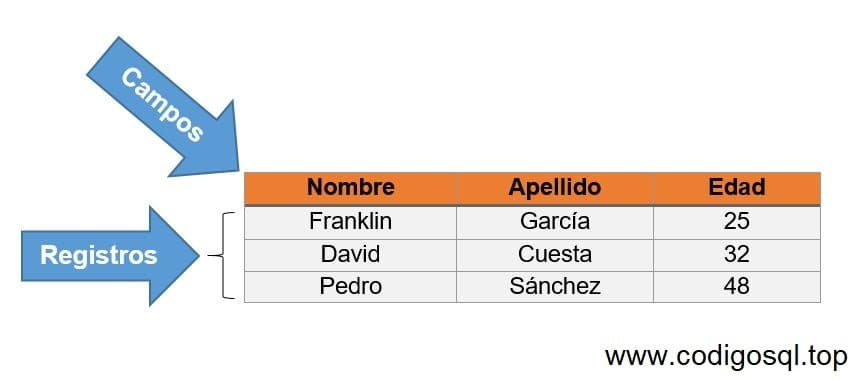 Campos
Nombre Apellido Edad
Registros
Franklin García 25
David Cuesta 32
Pedro Sánchez 48
www.codigosql.top